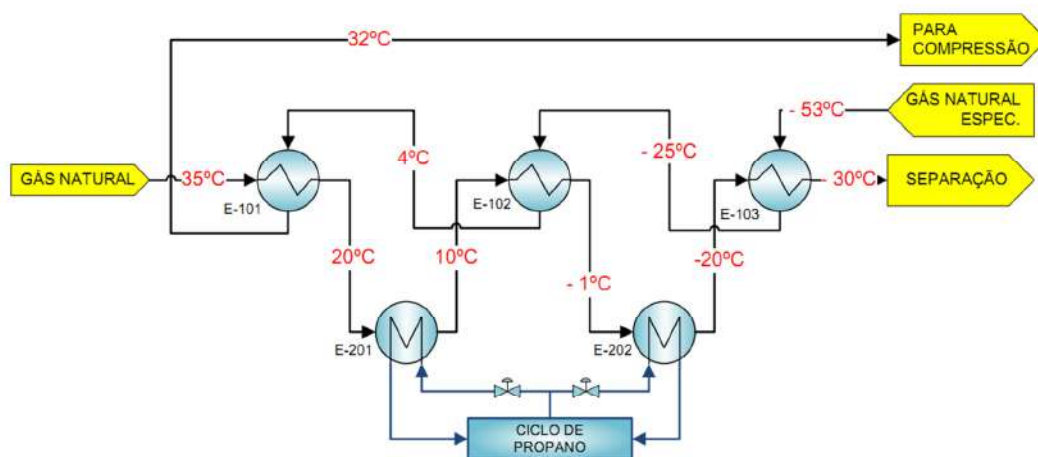 32ºC
PARA
COMPRESSÃO
- 53ºC
GÁS NATURAL
ESPEC.
4ºC
- 25ºC
GÁS NATURAL
35ºC
- 30ºC
SEPARAÇÃO
E-101
E-102
E-103
20ºC
10ºC
- 1ºC
-20ºC
E-201
E-202
CICLO DE
PROPANO